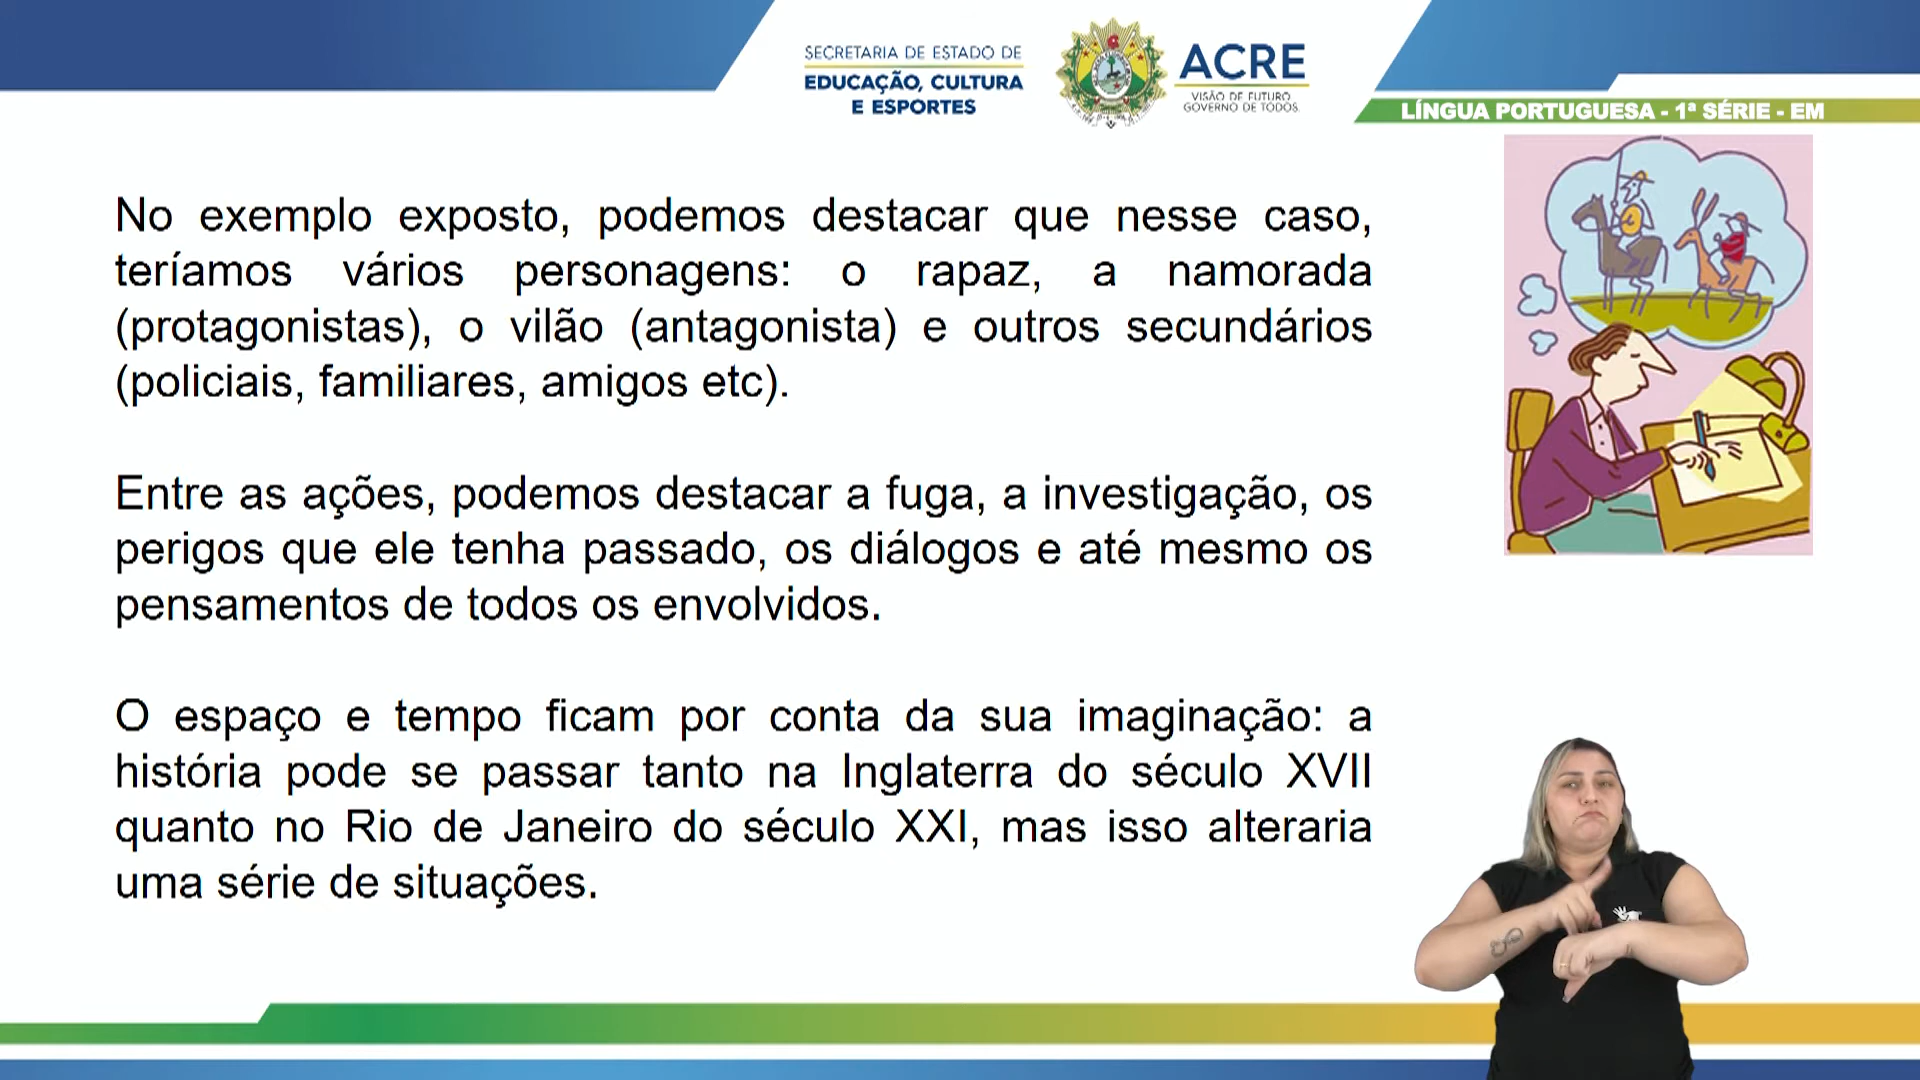 SECRETARIA DE ESTADO DE
EDUCAÇÃO, CULTURA
E ESPORTES
ACRE
VISÃO DE FUTURO
GOVERNO DE TODOS
LÍNGUA PORTUGUESA - 1ª SÉRIE - EM
No exemplo exposto, podemos destacar que nesse caso,
teríamos vários personagens: o rapaz, a namorada
(protagonistas), o vilão (antagonista) e outros secundários
(policiais, familiares, amigos etc).
Entre as ações, podemos destacar a fuga, a investigação, os
perigos que ele tenha passado, os diálogos e até mesmo os
pensamentos de todos os envolvidos.
O espaço e tempo ficam por conta da sua imaginação: a
história pode se passar tanto na Inglaterra do século XVII
quanto no Rio de Janeiro do século XXI, mas isso alteraria
uma série de situações.